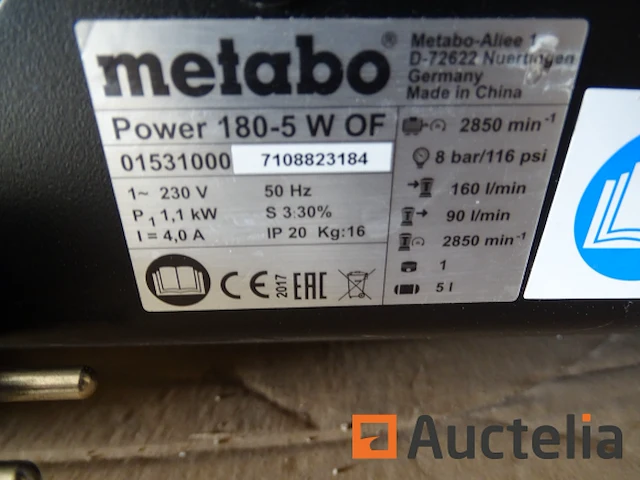 metabo®
Metabo-Allee 1
D-72622 Nuertingen
Germany
Made in China
Power 180-5 W OF
01531000 7108823184
1~ 230 V 50 Hz
P1 1,1 kW S 3:30%
I = 4,0 A IP 20 Kg:16
2850 min-1
8 bar/116 psi
160 l/min
90 l/min
2850 min-1
1
5 l
CE 2017 EAC
Auctelia